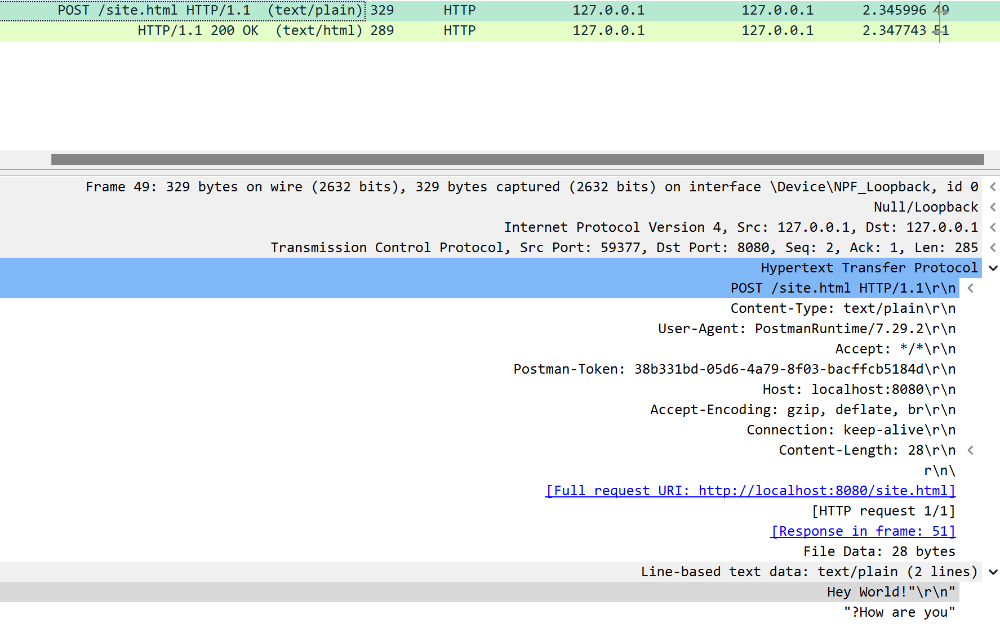 POST /site.html HTTP/1.1 (text/plain) 329 HTTP 127.0.0.1 127.0.0.1 2.345996 49
HTTP/1.1 200 OK (text/html) 289 HTTP 127.0.0.1 127.0.0.1 2.347743 51
Frame 49: 329 bytes on wire (2632 bits), 329 bytes captured (2632 bits) on interface \Device\NPF_Loopback, id 0
Null/Loopback
Internet Protocol Version 4, Src: 127.0.0.1, Dst: 127.0.0.1
Transmission Control Protocol, Src Port: 59377, Dst Port: 8080, Seq: 2, Ack: 1, Len: 285
Hypertext Transfer Protocol
POST /site.html HTTP/1.1\r\n
Content-Type: text/plain\r\n
User-Agent: PostmanRuntime/7.29.2\r\n
Accept: */*\r\n
Postman-Token: 38b331bd-05d6-4a79-8f03-bacffcb5184d\r\n
Host: localhost:8080\r\n
Accept-Encoding: gzip, deflate, br\r\n
Connection: keep-alive\r\n
Content-Length: 28\r\n
r\n\
[Full request URI: http://localhost:8080/site.html]
[HTTP request 1/1]
[Response in frame: 51]
File Data: 28 bytes
Line-based text data: text/plain (2 lines)
Hey World!"\r\n"
"?How are you"